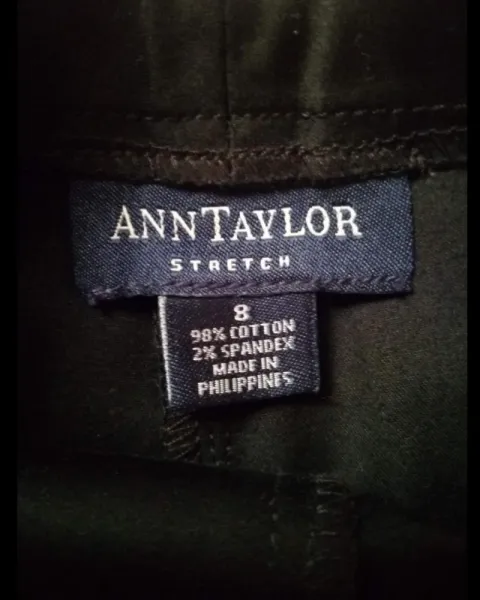 ANNTAYLOR
STRETCH
8
98% COTTON
2% SPANDEX
MADE IN
PHILIPPINES